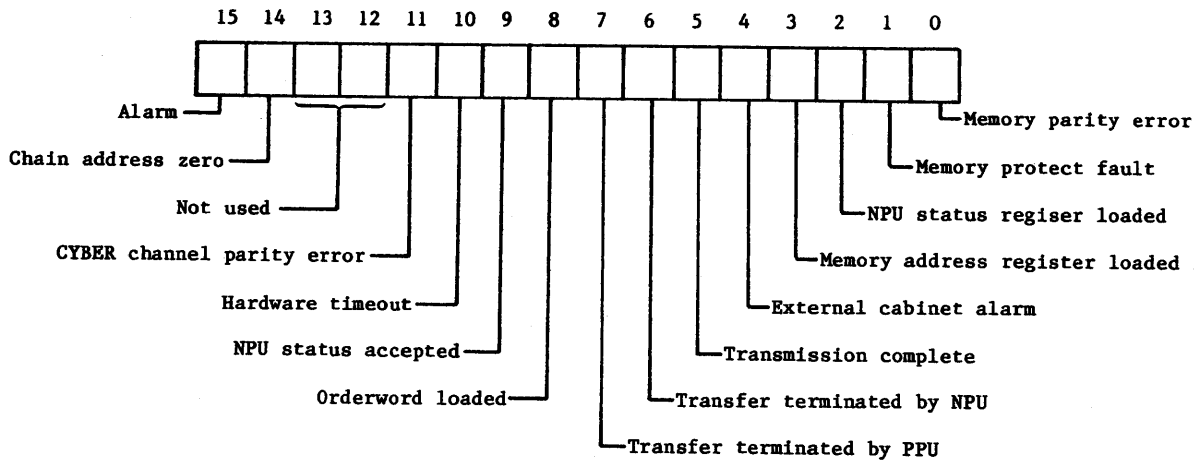 15 14 13 12 11 10 9 8 7 6 5 4 3 2 1 0
Alarm
Memory parity error
Chain address zero
Memory protect fault
Not used
NPU status regiser loaded
CYBER channel parity error
Memory address register loaded
Hardware timeout
External cabinet alarm
NPU status accepted
Transmission complete
Orderword loaded
Transfer terminated by NPU
Transfer terminated by PPU